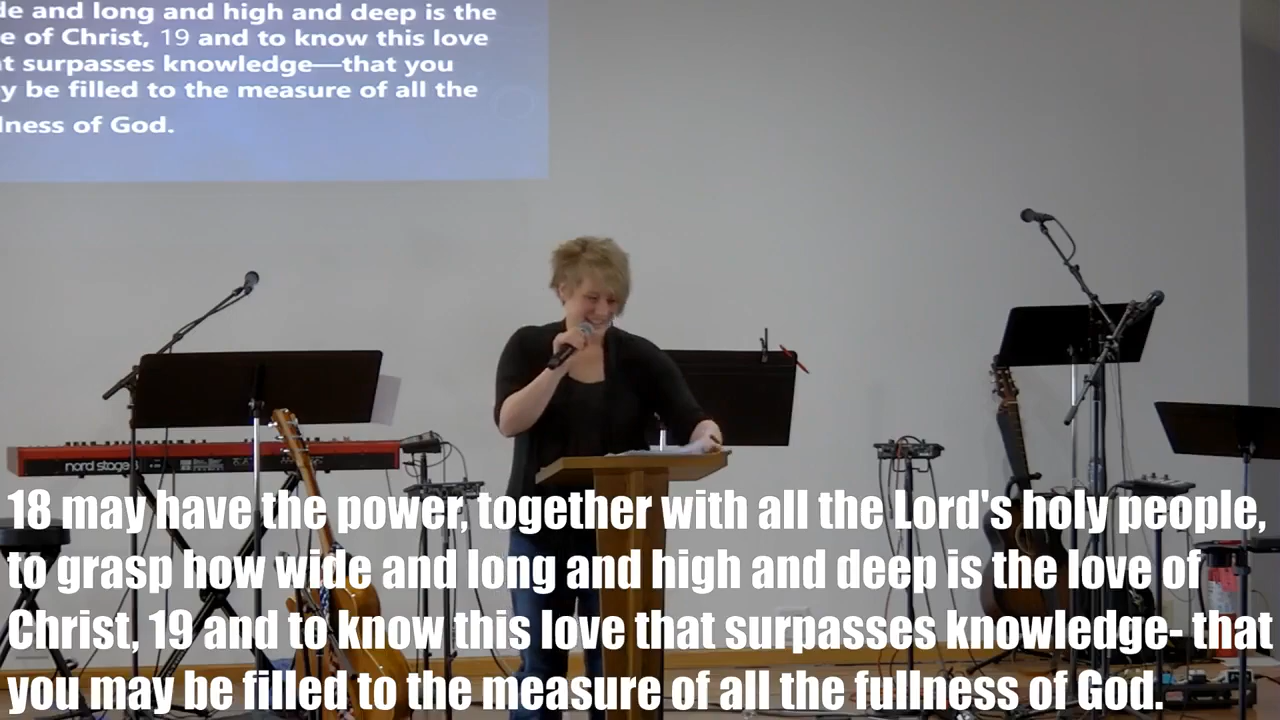 de and long and high and deep is the
e of Christ, 19 and to know this love
t surpasses knowledge—that you
y be filled to the measure of all the
lness of God.
nord stage3
18 may have the power, together with all the Lord's holy people,
to grasp how wide and long and high and deep is the love of
Christ, 19 and to know this love that surpasses knowledge- that
you may be filled to the measure of all the fullness of God.